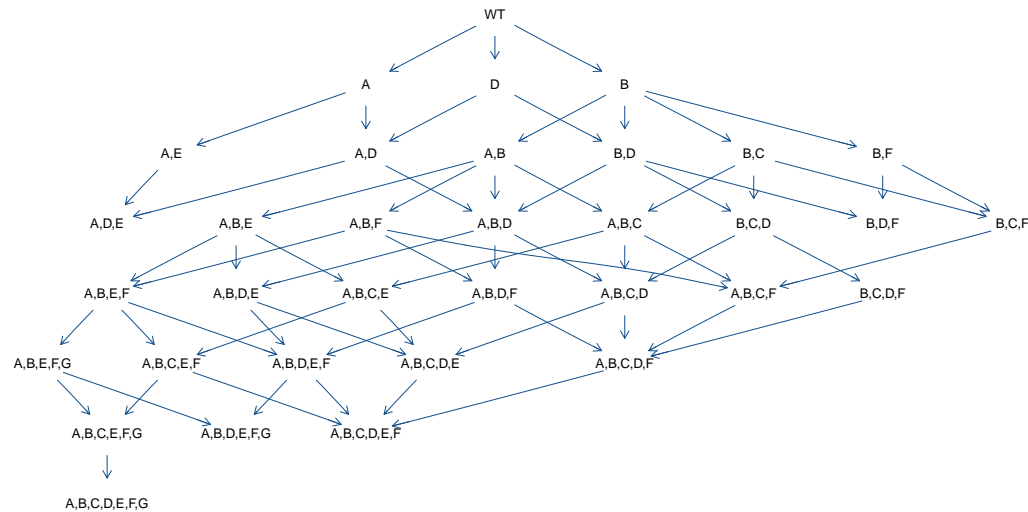 WT
A D B
A,E A,D A,B B,D B,C B,F
A,D,E A,B,E A,B,F A,B,D A,B,C B,C,D B,D,F B,C,F
A,B,E,F A,B,D,E A,B,C,E A,B,D,F A,B,C,D A,B,C,F B,C,D,F
A,B,E,F,G A,B,C,E,F A,B,D,E,F A,B,C,D,E A,B,C,D,F
A,B,C,E,F,G A,B,D,E,F,G A,B,C,D,E,F
A,B,C,D,E,F,G